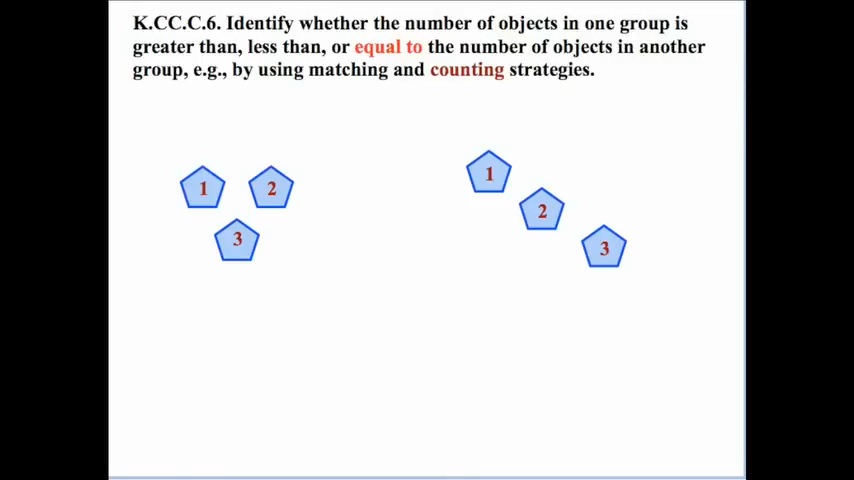 K.CC.C.6. Identify whether the number of objects in one group is
greater than, less than, or equal to the number of objects in another
group, e.g., by using matching and counting strategies.
1 2
3
1
2
3